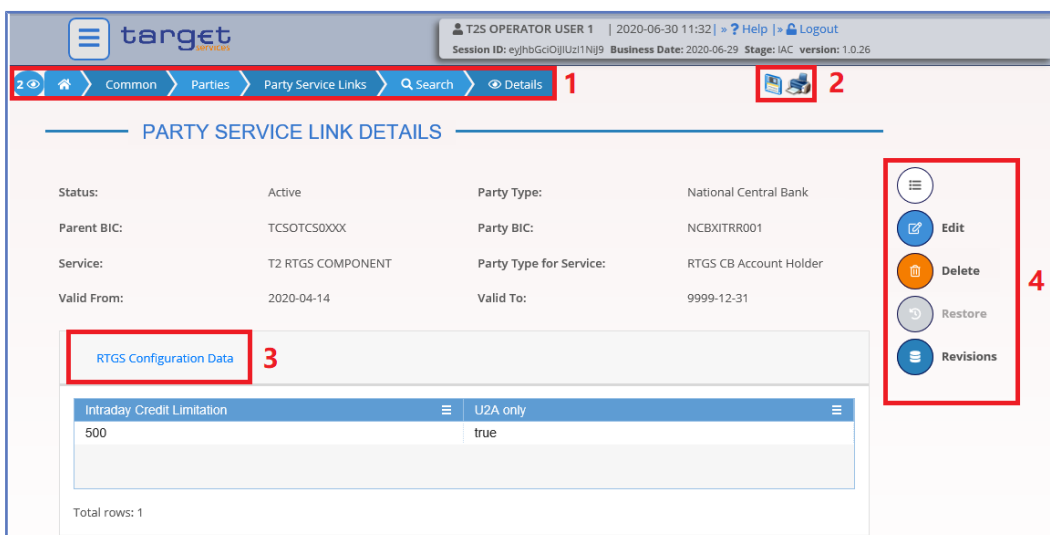 target
services
T2S OPERATOR USER 1 | 2020-06-30 11:32| » ? Help |» Logout
Session ID: eyJhbGciOiJIUzI1NiJ9 Business Date: 2020-06-29 Stage: IAC version: 1.0.26
2 Common Parties Party Service Links Search Details 1 2
PARTY SERVICE LINK DETAILS
Status: Active Party Type: National Central Bank
Parent BIC: TCSOTCS0XXX Party BIC: NCBXITRR001 Edit
Service: T2 RTGS COMPONENT Party Type for Service: RTGS CB Account Holder Delete
4
Valid From: 2020-04-14 Valid To: 9999-12-31 Restore
RTGS Configuration Data 3 Revisions
Intraday Credit Limitation U2A only
500 true
Total rows: 1